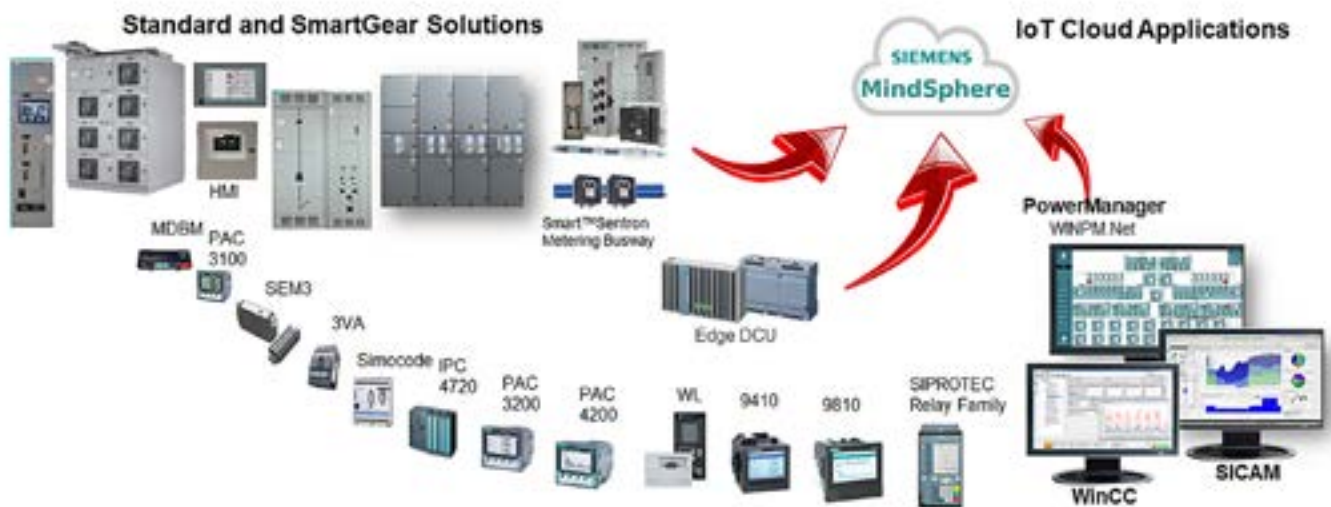 Standard and SmartGear Solutions
IoT Cloud Applications
SIEMENS
MindSphere
HMI
Smart™Sentron
Metering Busway
PowerManager
WINPM.Net
MDBM
PAC
3100
SEM3
3VA
Edge DCU
Simocode
IPC
4720
PAC
3200
PAC
4200
WL
9410
9810
SIPROTEC
Relay Family
WinCC
SICAM